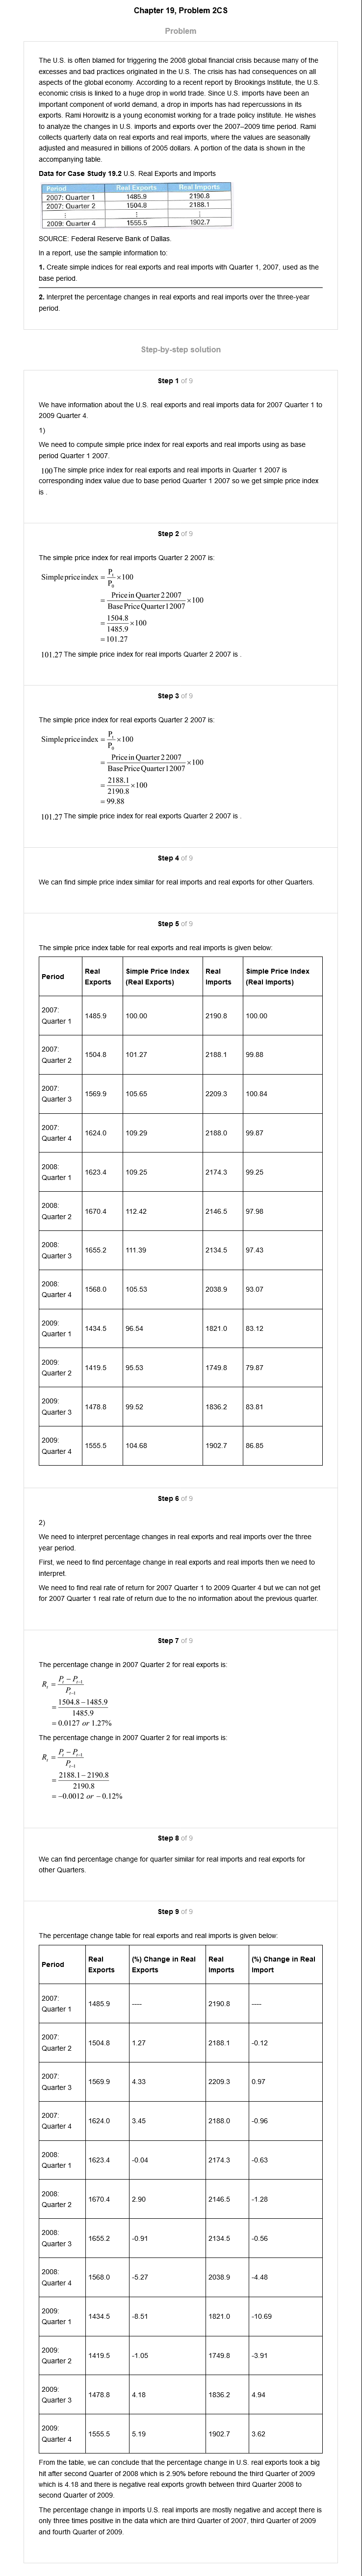 Chapter 19, Problem 2CS
Problem
The U.S. is often blamed for triggering the 2008 global financial crisis because many of the
excesses and bad practices originated in the U.S. The crisis has had consequences on all
aspects of the global economy. According to a recent report by Brookings Institute, the U.S.
economic crisis is linked to a huge drop in world trade. Since U.S. imports have been an
important component of world demand, a drop in imports has had repercussions in its
exports. Rami Horowitz is a young economist working for a trade policy institute. He wishes
to analyze the changes in U.S. imports and exports over the 2007–2009 time period. Rami
collects quarterly data on real exports and real imports, where the values are seasonally
adjusted and measured in billions of 2005 dollars. A portion of the data is shown in the
accompanying table.
Data for Case Study 19.2 U.S. Real Exports and Imports
Period Real Exports Real Imports
2007: Quarter 1 1485.9 2190.8
2007: Quarter 2 1504.8 2188.1
⋮ ⋮ ⋮
2009: Quarter 4 1555.5 1902.7
SOURCE: Federal Reserve Bank of Dallas.
In a report, use the sample information to:
1. Create simple indices for real exports and real imports with Quarter 1, 2007, used as the
base period.
2. Interpret the percentage changes in real exports and real imports over the three-year
period.
Step-by-step solution
Step 1 of 9
We have information about the U.S. real exports and real imports data for 2007 Quarter 1 to
2009 Quarter 4.
1)
We need to compute simple price index for real exports and real imports using as base
period Quarter 1 2007.
100 The simple price index for real exports and real imports in Quarter 1 2007 is
corresponding index value due to base period Quarter 1 2007 so we get simple price index
is .
Step 2 of 9
The simple price index for real imports Quarter 2 2007 is:
Simple price index = Pt/P0 ×100
= Price in Quarter 2 2007/Base Price Quarter 1 2007 ×100
= 1504.8/1485.9 ×100
= 101.27
101.27 The simple price index for real imports Quarter 2 2007 is .
Step 3 of 9
The simple price index for real exports Quarter 2 2007 is:
Simple price index = Pt/P0 ×100
= Price in Quarter 2 2007/Base Price Quarter 1 2007 ×100
= 2188.1/2190.8 ×100
= 99.88
101.27 The simple price index for real exports Quarter 2 2007 is .
Step 4 of 9
We can find simple price index similar for real imports and real exports for other Quarters.
Step 5 of 9
The simple price index table for real exports and real imports is given below:
Period Real Exports Simple Price Index (Real Exports) Real Imports Simple Price Index (Real Imports)
2007: Quarter 1 1485.9 100.00 2190.8 100.00
2007: Quarter 2 1504.8 101.27 2188.1 99.88
2007: Quarter 3 1569.9 105.65 2209.3 100.84
2007: Quarter 4 1624.0 109.29 2188.0 99.87
2008: Quarter 1 1623.4 109.25 2174.3 99.25
2008: Quarter 2 1670.4 112.42 2146.5 97.98
2008: Quarter 3 1655.2 111.39 2134.5 97.43
2008: Quarter 4 1568.0 105.53 2038.9 93.07
2009: Quarter 1 1434.5 96.54 1821.0 83.12
2009: Quarter 2 1419.5 95.53 1749.8 79.87
2009: Quarter 3 1478.8 99.52 1836.2 83.81
2009: Quarter 4 1555.5 104.68 1902.7 86.85
Step 6 of 9
2)
We need to interpret percentage changes in real exports and real imports over the three
year period.
First, we need to find percentage change in real exports and real imports then we need to
interpret.
We need to find real rate of return for 2007 Quarter 1 to 2009 Quarter 4 but we can not get
for 2007 Quarter 1 real rate of return due to the no information about the previous quarter.
Step 7 of 9
The percentage change in 2007 Quarter 2 for real exports is:
Rt = (Pt − Pt−1)/Pt−1
= (1504.8 − 1485.9)/1485.9
= 0.0127 or 1.27%
The percentage change in 2007 Quarter 2 for real imports is:
Rt = (Pt − Pt−1)/Pt−1
= (2188.1 − 2190.8)/2190.8
= −0.0012 or − 0.12%
Step 8 of 9
We can find percentage change for quarter similar for real imports and real exports for
other Quarters.
Step 9 of 9
The percentage change table for real exports and real imports is given below:
Period Real Exports (%) Change in Real Exports Real Imports (%) Change in Real Import
2007: Quarter 1 1485.9 ---- 2190.8 ----
2007: Quarter 2 1504.8 1.27 2188.1 -0.12
2007: Quarter 3 1569.9 4.33 2209.3 0.97
2007: Quarter 4 1624.0 3.45 2188.0 -0.96
2008: Quarter 1 1623.4 -0.04 2174.3 -0.63
2008: Quarter 2 1670.4 2.90 2146.5 -1.28
2008: Quarter 3 1655.2 -0.91 2134.5 -0.56
2008: Quarter 4 1568.0 -5.27 2038.9 -4.48
2009: Quarter 1 1434.5 -8.51 1821.0 -10.69
2009: Quarter 2 1419.5 -1.05 1749.8 -3.91
2009: Quarter 3 1478.8 4.18 1836.2 4.94
2009: Quarter 4 1555.5 5.19 1902.7 3.62
From the table, we can conclude that the percentage change in U.S. real exports took a big
hit after second Quarter of 2008 which is 2.90% before rebound the third Quarter of 2009
which is 4.18 and there is negative real exports growth between third Quarter 2008 to
second Quarter of 2009.
The percentage change in imports U.S. real imports are mostly negative and accept there is
only three times positive in the data which are third Quarter of 2007, third Quarter of 2009
and fourth Quarter of 2009.